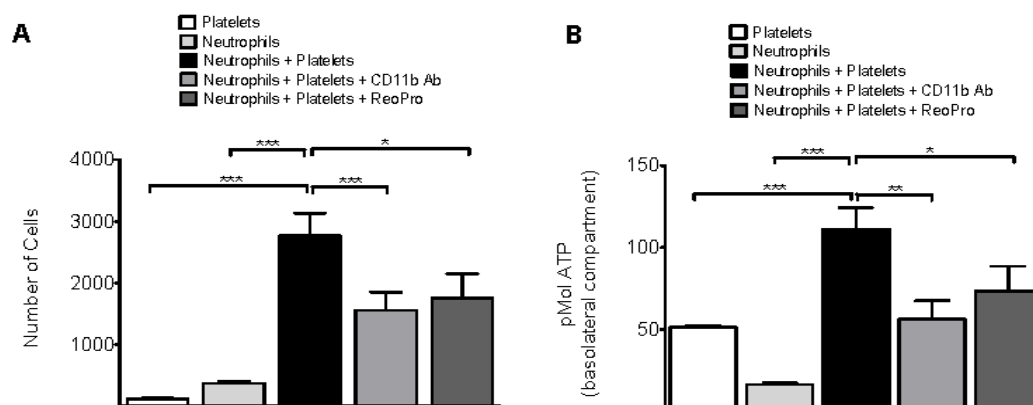 A
Platelets
Neutrophils
Neutrophils + Platelets
Neutrophils + Platelets + CD11b Ab
Neutrophils + Platelets + ReoPro
***
*
***
***
4000
3000
2000
1000
Number of Cells
B
Platelets
Neutrophils
Neutrophils + Platelets
Neutrophils + Platelets + CD11b Ab
Neutrophils + Platelets + ReoPro
***
*
***
**
150
100
50
pMol ATP
(basolateral compartment)